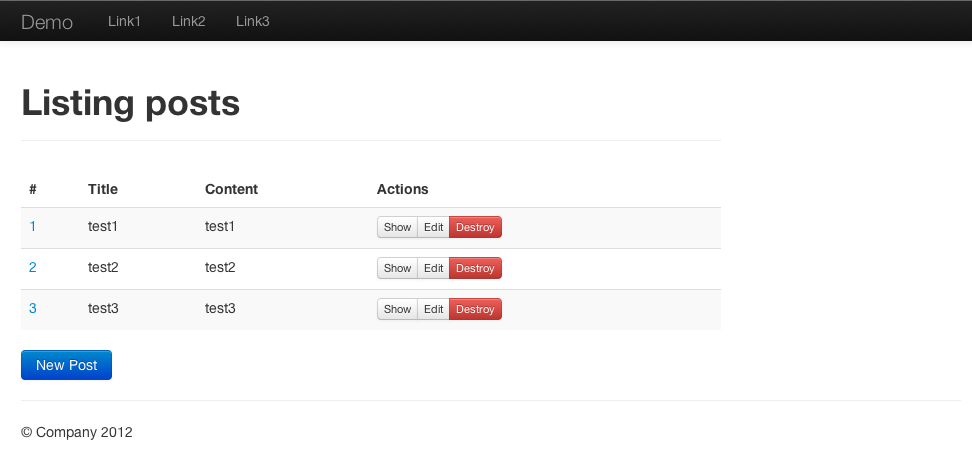 Demo Link1 Link2 Link3
Listing posts
# Title Content Actions
1 test1 test1 Show Edit Destroy
2 test2 test2 Show Edit Destroy
3 test3 test3 Show Edit Destroy
New Post
© Company 2012